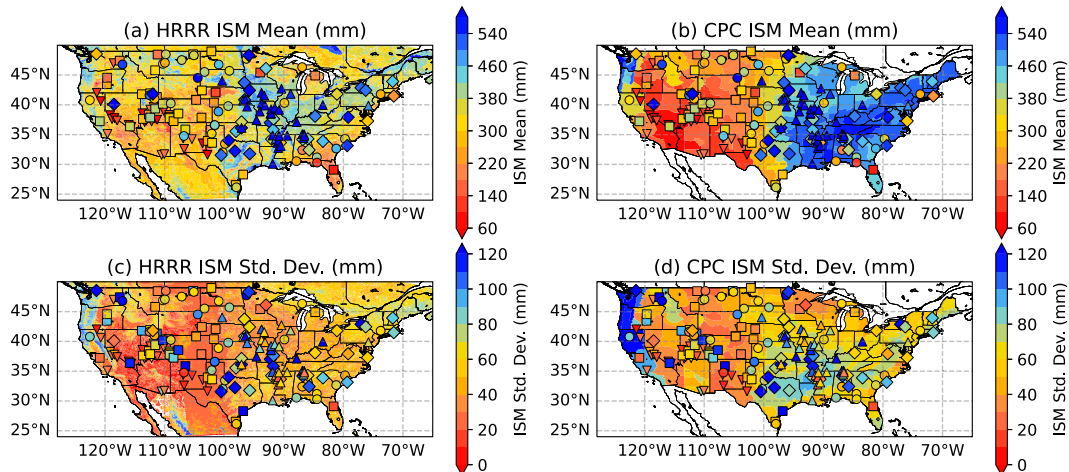 (a) HRRR ISM Mean (mm)
45°N
40°N
35°N
30°N
25°N
120°W 110°W 100°W 90°W 80°W 70°W
540
460
380
300
220
140
60
ISM Mean (mm)
(b) CPC ISM Mean (mm)
45°N
40°N
35°N
30°N
25°N
120°W 110°W 100°W 90°W 80°W 70°W
540
460
380
300
220
140
60
ISM Mean (mm)
(c) HRRR ISM Std. Dev. (mm)
45°N
40°N
35°N
30°N
25°N
120°W 110°W 100°W 90°W 80°W 70°W
120
100
80
60
40
20
0
ISM Std. Dev. (mm)
(d) CPC ISM Std. Dev. (mm)
45°N
40°N
35°N
30°N
25°N
120°W 110°W 100°W 90°W 80°W 70°W
120
100
80
60
40
20
0
ISM Std. Dev. (mm)